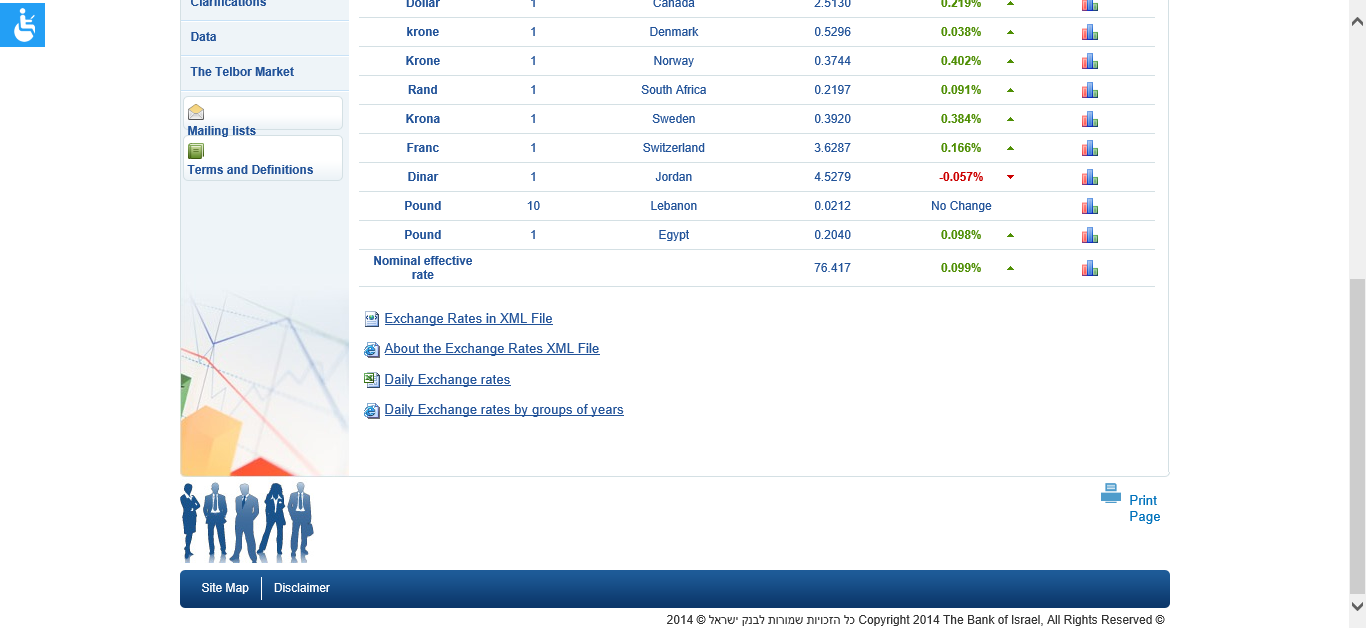 Clarifications
Data
The Telbor Market
Mailing lists
Terms and Definitions
Dollar 1 Canada 2.5130 0.219%
krone 1 Denmark 0.5296 0.038%
Krone 1 Norway 0.3744 0.402%
Rand 1 South Africa 0.2197 0.091%
Krona 1 Sweden 0.3920 0.384%
Franc 1 Switzerland 3.6287 0.166%
Dinar 1 Jordan 4.5279 -0.057%
Pound 10 Lebanon 0.0212 No Change
Pound 1 Egypt 0.2040 0.098%
Nominal effective
rate 76.417 0.099%
Exchange Rates in XML File
About the Exchange Rates XML File
Daily Exchange rates
Daily Exchange rates by groups of years
Print
Page
Site Map Disclaimer
2014 © כל הזכויות שמורות לבנק ישראל Copyright 2014 The Bank of Israel, All Rights Reserved ©